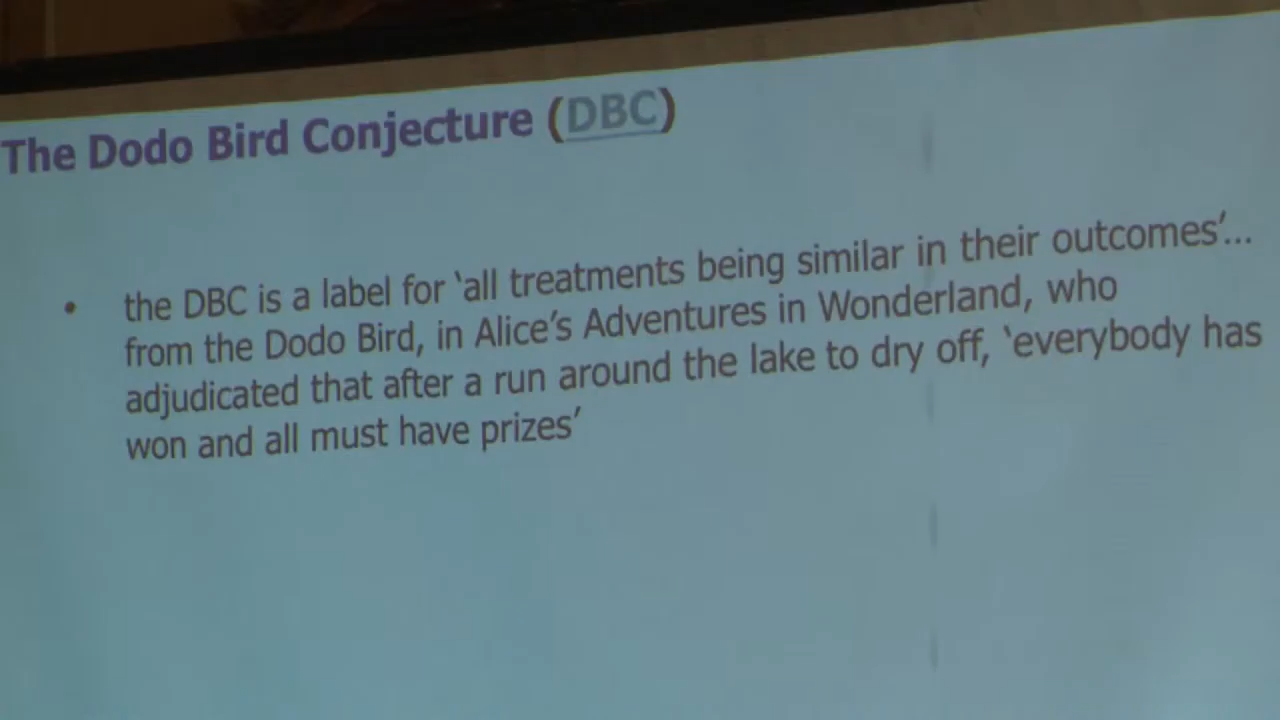 The Dodo Bird Conjecture (DBC)
• the DBC is a label for ‘all treatments being similar in their outcomes’...
from the Dodo Bird, in Alice’s Adventures in Wonderland, who
adjudicated that after a run around the lake to dry off, ‘everybody has
won and all must have prizes’